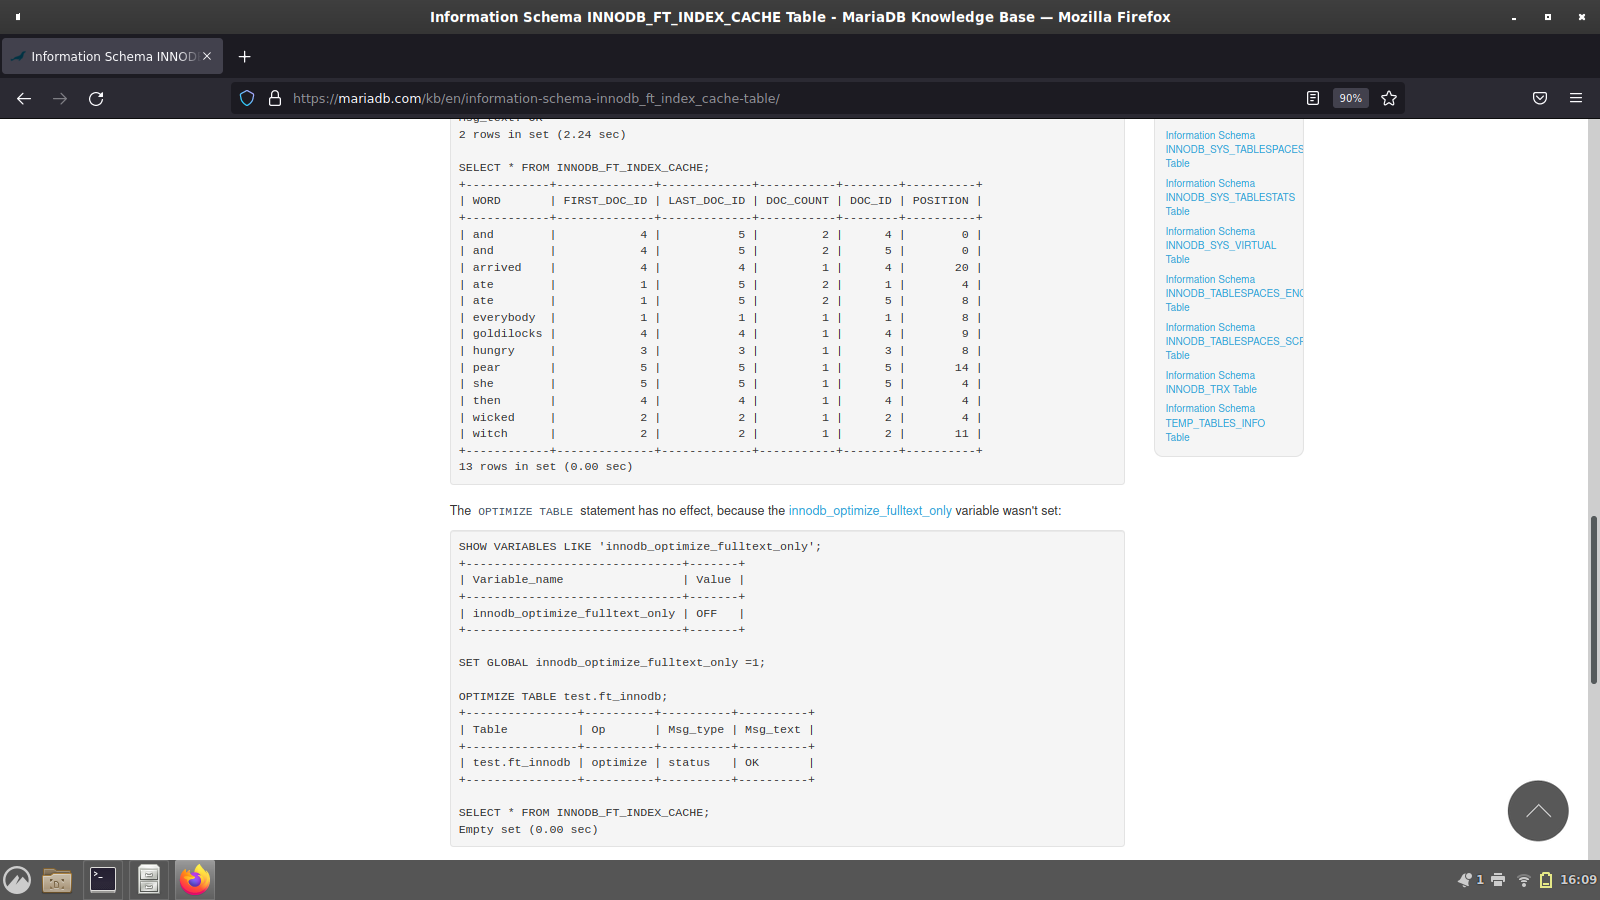 Information Schema INNODB_FT_INDEX_CACHE Table - MariaDB Knowledge Base — Mozilla Firefox
Information Schema INNOD
https://mariadb.com/kb/en/information-schema-innodb_ft_index_cache-table/
90%
2 rows in set (2.24 sec)
SELECT * FROM INNODB_FT_INDEX_CACHE;
+------------+--------------+-------------+-----------+--------+----------+
| WORD       | FIRST_DOC_ID | LAST_DOC_ID | DOC_COUNT | DOC_ID | POSITION |
+------------+--------------+-------------+-----------+--------+----------+
| and        |            4 |           5 |         2 |      4 |        0 |
| and        |            4 |           5 |         2 |      5 |        0 |
| arrived    |            4 |           4 |         1 |      4 |       20 |
| ate        |            1 |           5 |         2 |      1 |        4 |
| ate        |            1 |           5 |         2 |      5 |        8 |
| everybody  |            1 |           1 |         1 |      1 |        8 |
| goldilocks |            4 |           4 |         1 |      4 |        9 |
| hungry     |            3 |           3 |         1 |      3 |        8 |
| pear       |            5 |           5 |         1 |      5 |       14 |
| she        |            5 |           5 |         1 |      5 |        4 |
| then       |            4 |           4 |         1 |      4 |        4 |
| wicked     |            2 |           2 |         1 |      2 |        4 |
| witch      |            2 |           2 |         1 |      2 |       11 |
+------------+--------------+-------------+-----------+--------+----------+
13 rows in set (0.00 sec)
The OPTIMIZE TABLE statement has no effect, because the innodb_optimize_fulltext_only variable wasn't set:
SHOW VARIABLES LIKE 'innodb_optimize_fulltext_only';
+-------------------------------+-------+
| Variable_name                 | Value |
+-------------------------------+-------+
| innodb_optimize_fulltext_only | OFF   |
+-------------------------------+-------+
SET GLOBAL innodb_optimize_fulltext_only =1;
OPTIMIZE TABLE test.ft_innodb;
+----------------+----------+----------+----------+
| Table          | Op       | Msg_type | Msg_text |
+----------------+----------+----------+----------+
| test.ft_innodb | optimize | status   | OK       |
+----------------+----------+----------+----------+
SELECT * FROM INNODB_FT_INDEX_CACHE;
Empty set (0.00 sec)
Information Schema
INNODB_SYS_TABLESPACES
Table
Information Schema
INNODB_SYS_TABLESTATS
Table
Information Schema
INNODB_SYS_VIRTUAL
Table
Information Schema
INNODB_TABLESPACES_ENC
Table
Information Schema
INNODB_TABLESPACES_SCR
Table
Information Schema
INNODB_TRX Table
Information Schema
TEMP_TABLES_INFO
Table
1
16:09